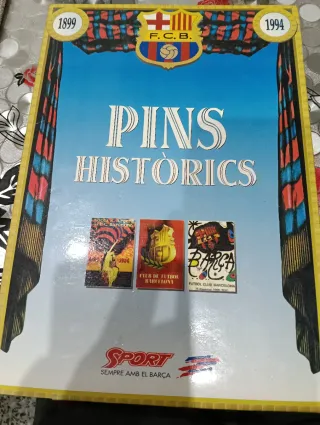 1899
1994
F.C.B.
PINS
HISTÒRICS
CLUB DE FUTBOL
BARCELONA
BARÇA
FUTBOL CLUB BARCELONA
SPORT
SEMPRE AMB EL BARÇA